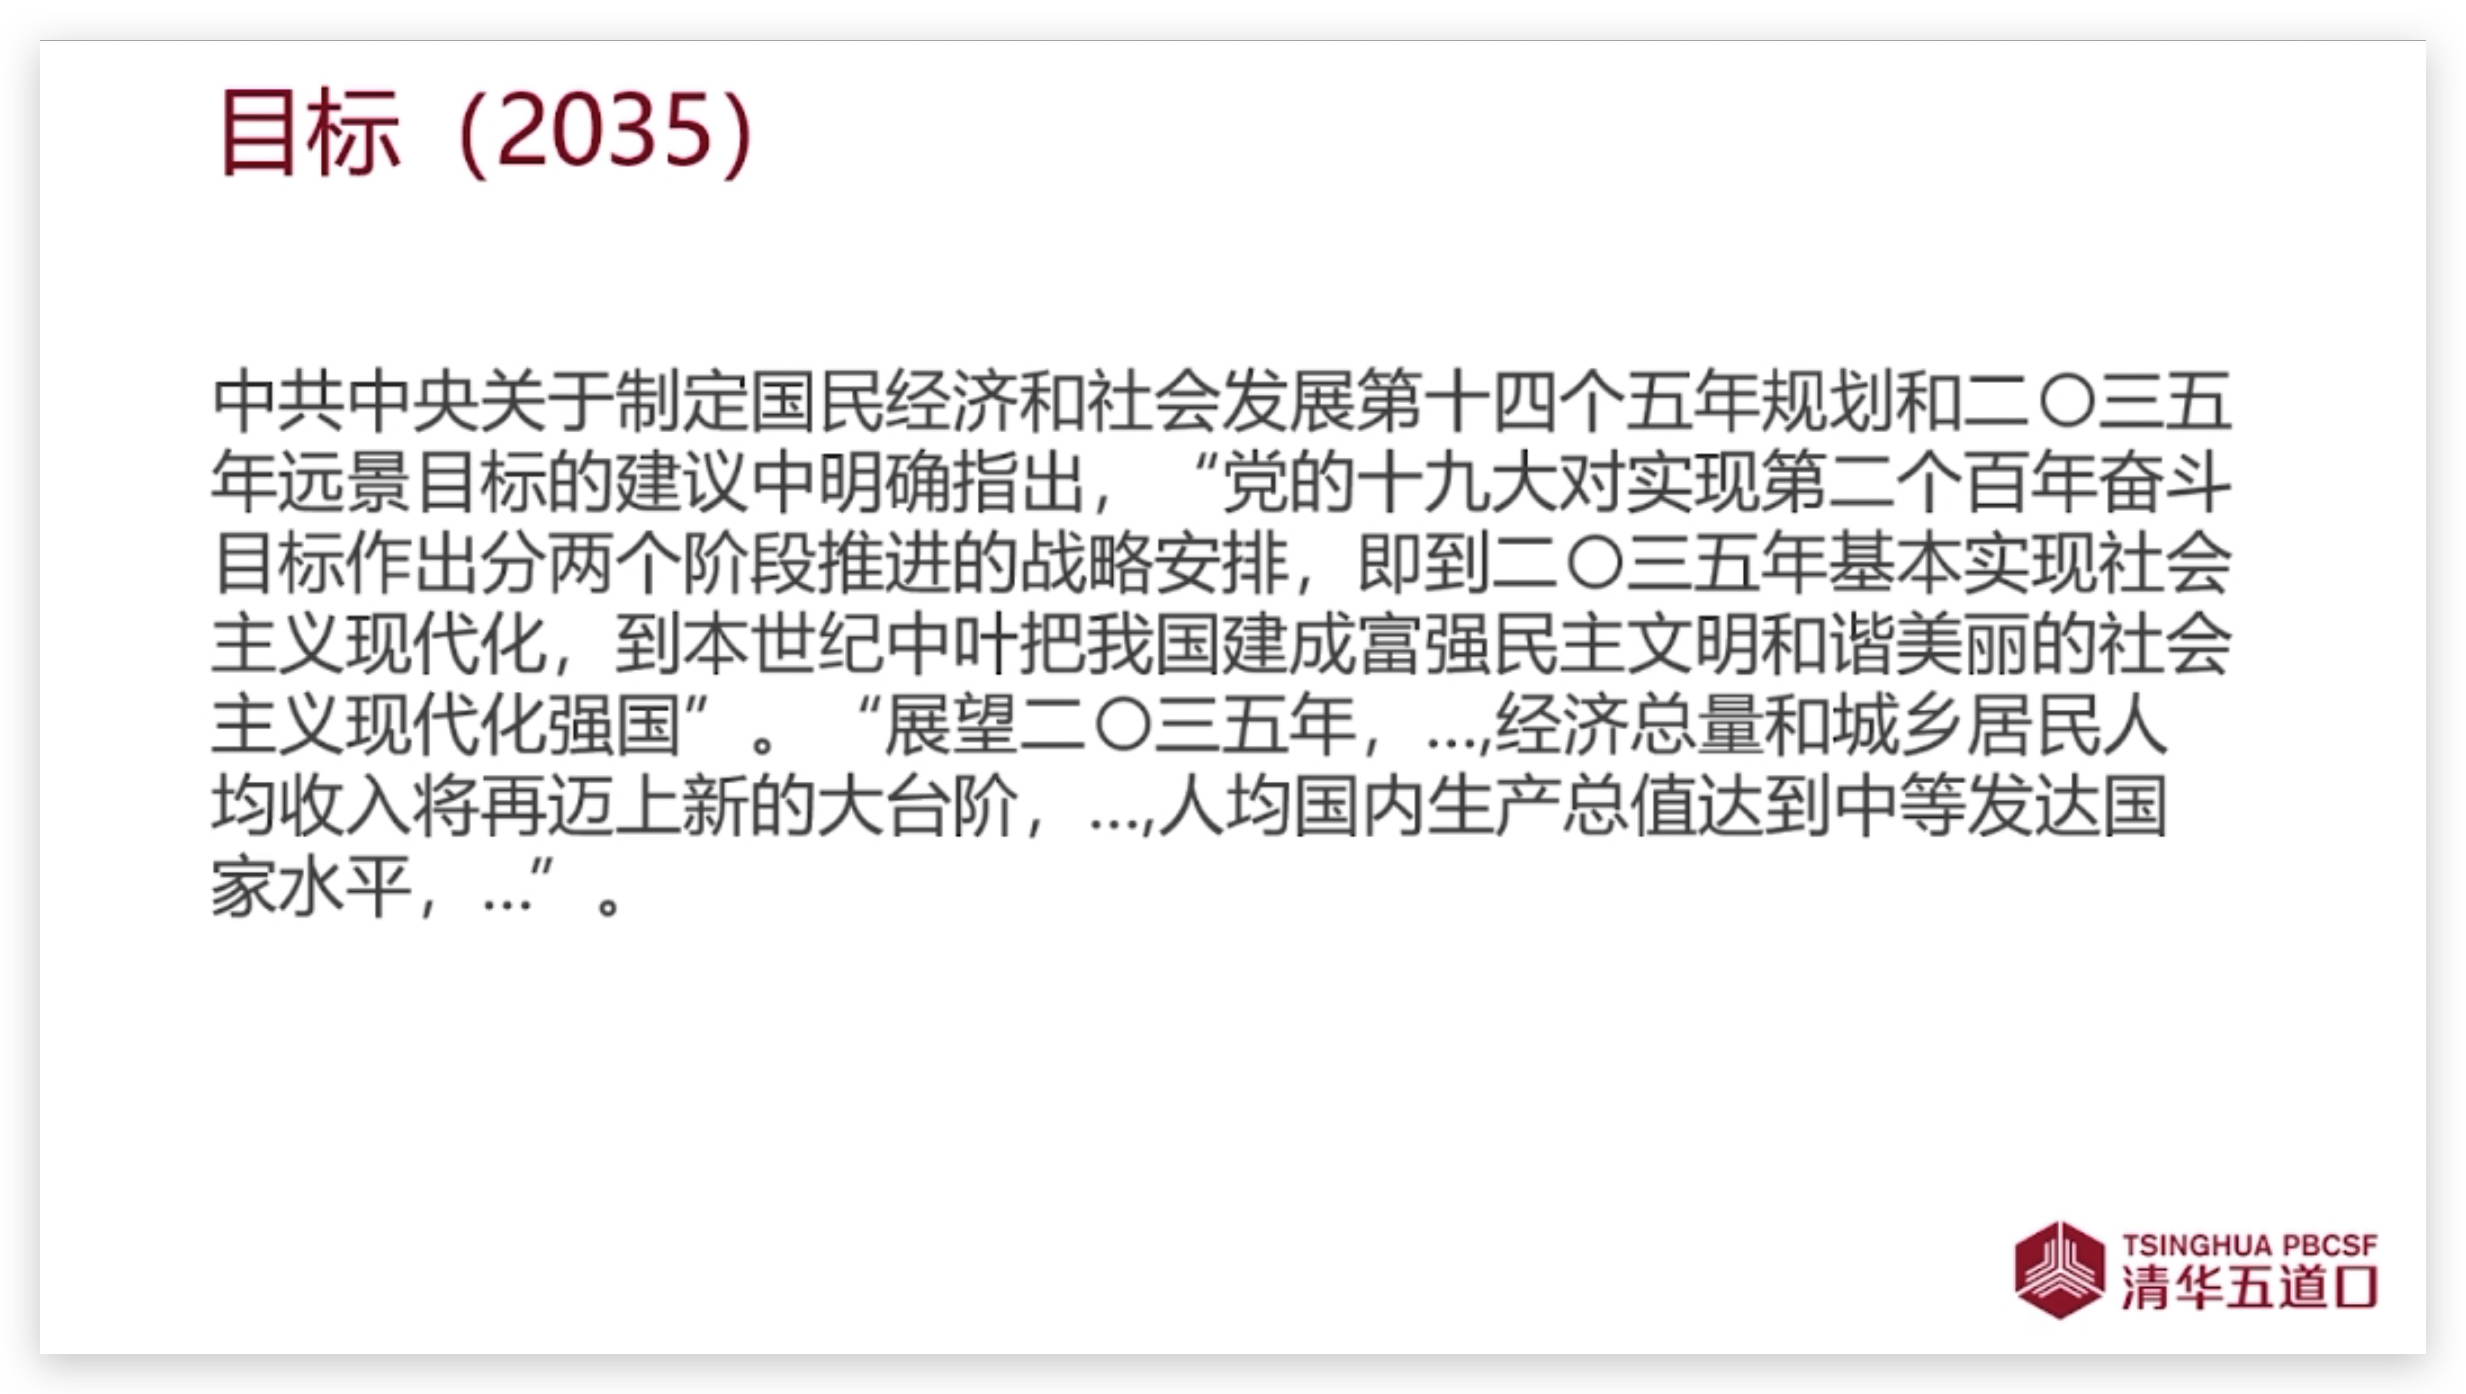 目标（2035）
中共中央关于制定国民经济和社会发展第十四个五年规划和二〇三五
年远景目标的建议中明确指出，“党的十九大对实现第二个百年奋斗
目标作出分两个阶段推进的战略安排，即到二〇三五年基本实现社会
主义现代化，到本世纪中叶把我国建成富强民主文明和谐美丽的社会
主义现代化强国”。“展望二〇三五年，…,经济总量和城乡居民人
均收入将再迈上新的大台阶，…,人均国内生产总值达到中等发达国
家水平，…”。
TSINGHUA PBCSF
清华五道口